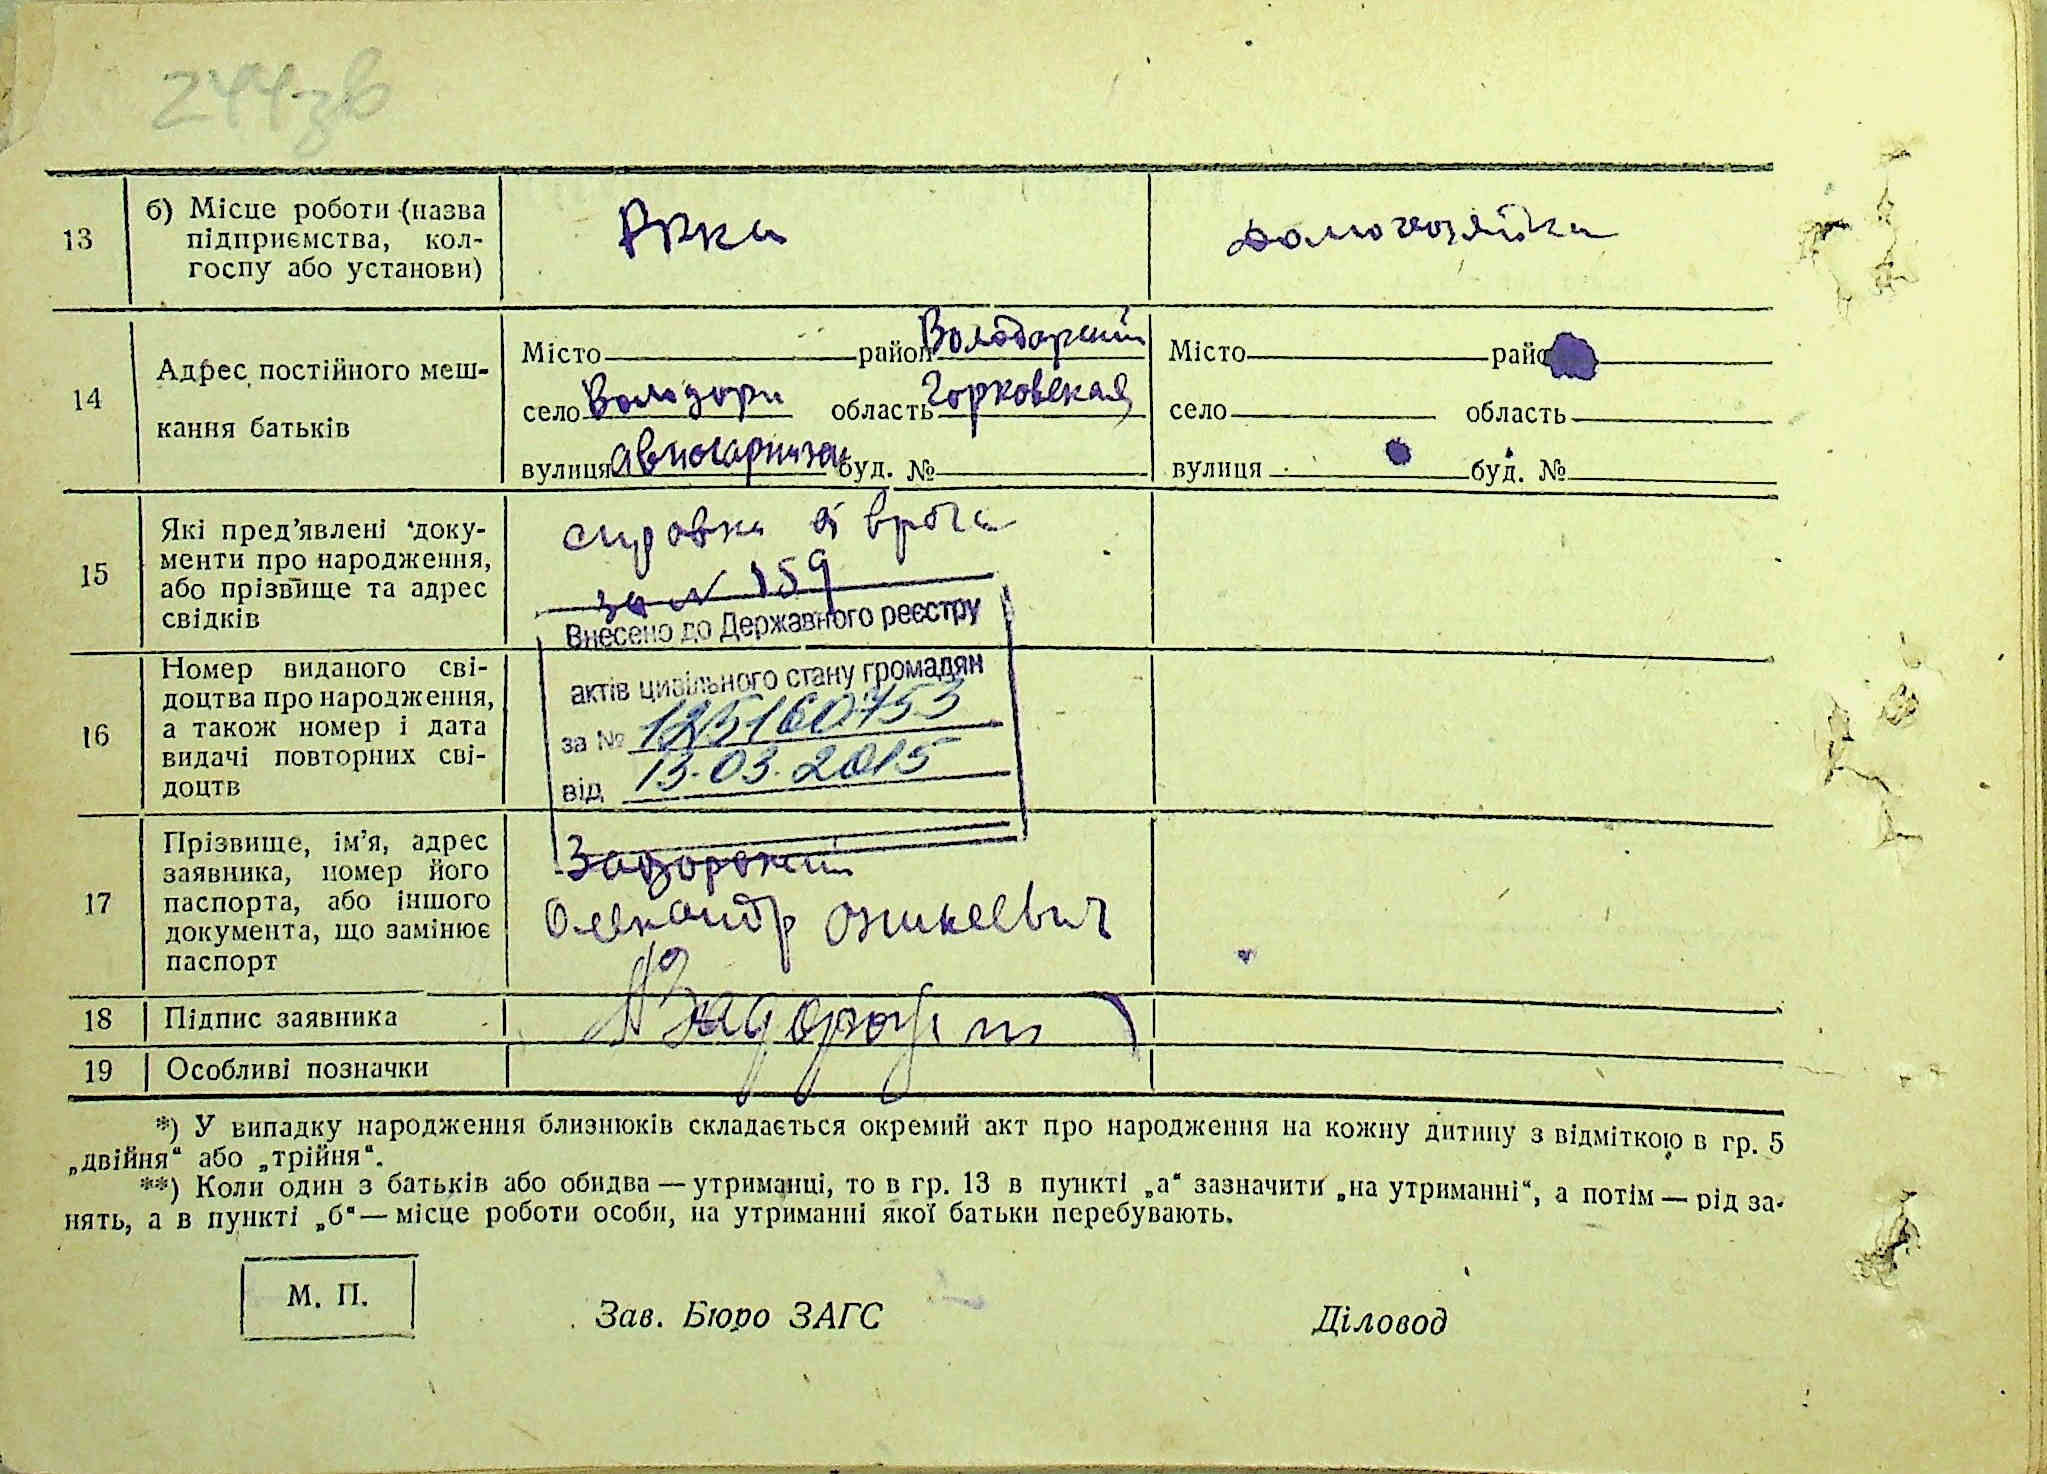 244зв
13
б) Місце роботи (назва
підприємства, кол-
госпу або установи)
РККа
домохозяйка
14
Адрес постійного меш-
кання батьків
Місто район Володарский
село Володари область Горковская
вулиця авиогарнизон буд. №
Місто район
село область
вулиця буд. №
15
Які пред’явлені доку-
менти про народження,
або прізвище та адрес
свідків
справка
за N 159
16
Номер виданого сві-
доцтва про народження,
а також номер і дата
видачі повторних сві-
доцтв
Внесено до Державного реєстру
актів цивільного стану громадян
за № 125160753
від 13.03.2015
17
Прізвище, ім’я, адрес
заявника, номер його
паспорта, або іншого
документа, що замінює
паспорт
Задорожний
Олександр
18
Підпис заявника
19
Особливі позначки
*) У випадку народження близнюків складається окремий акт про народження на кожну дитину з відміткою в гр. 5
„двійня“ або „трійня“.
**) Коли один з батьків або обидва — утриманці, то в гр. 13 в пункті „а“ зазначити „на утриманні“, а потім — рід за-
нять, а в пункті „б“ — місце роботи особи, на утриманні якої батьки перебувають.
М. П.
Зав. Бюро ЗАГС
Діловод